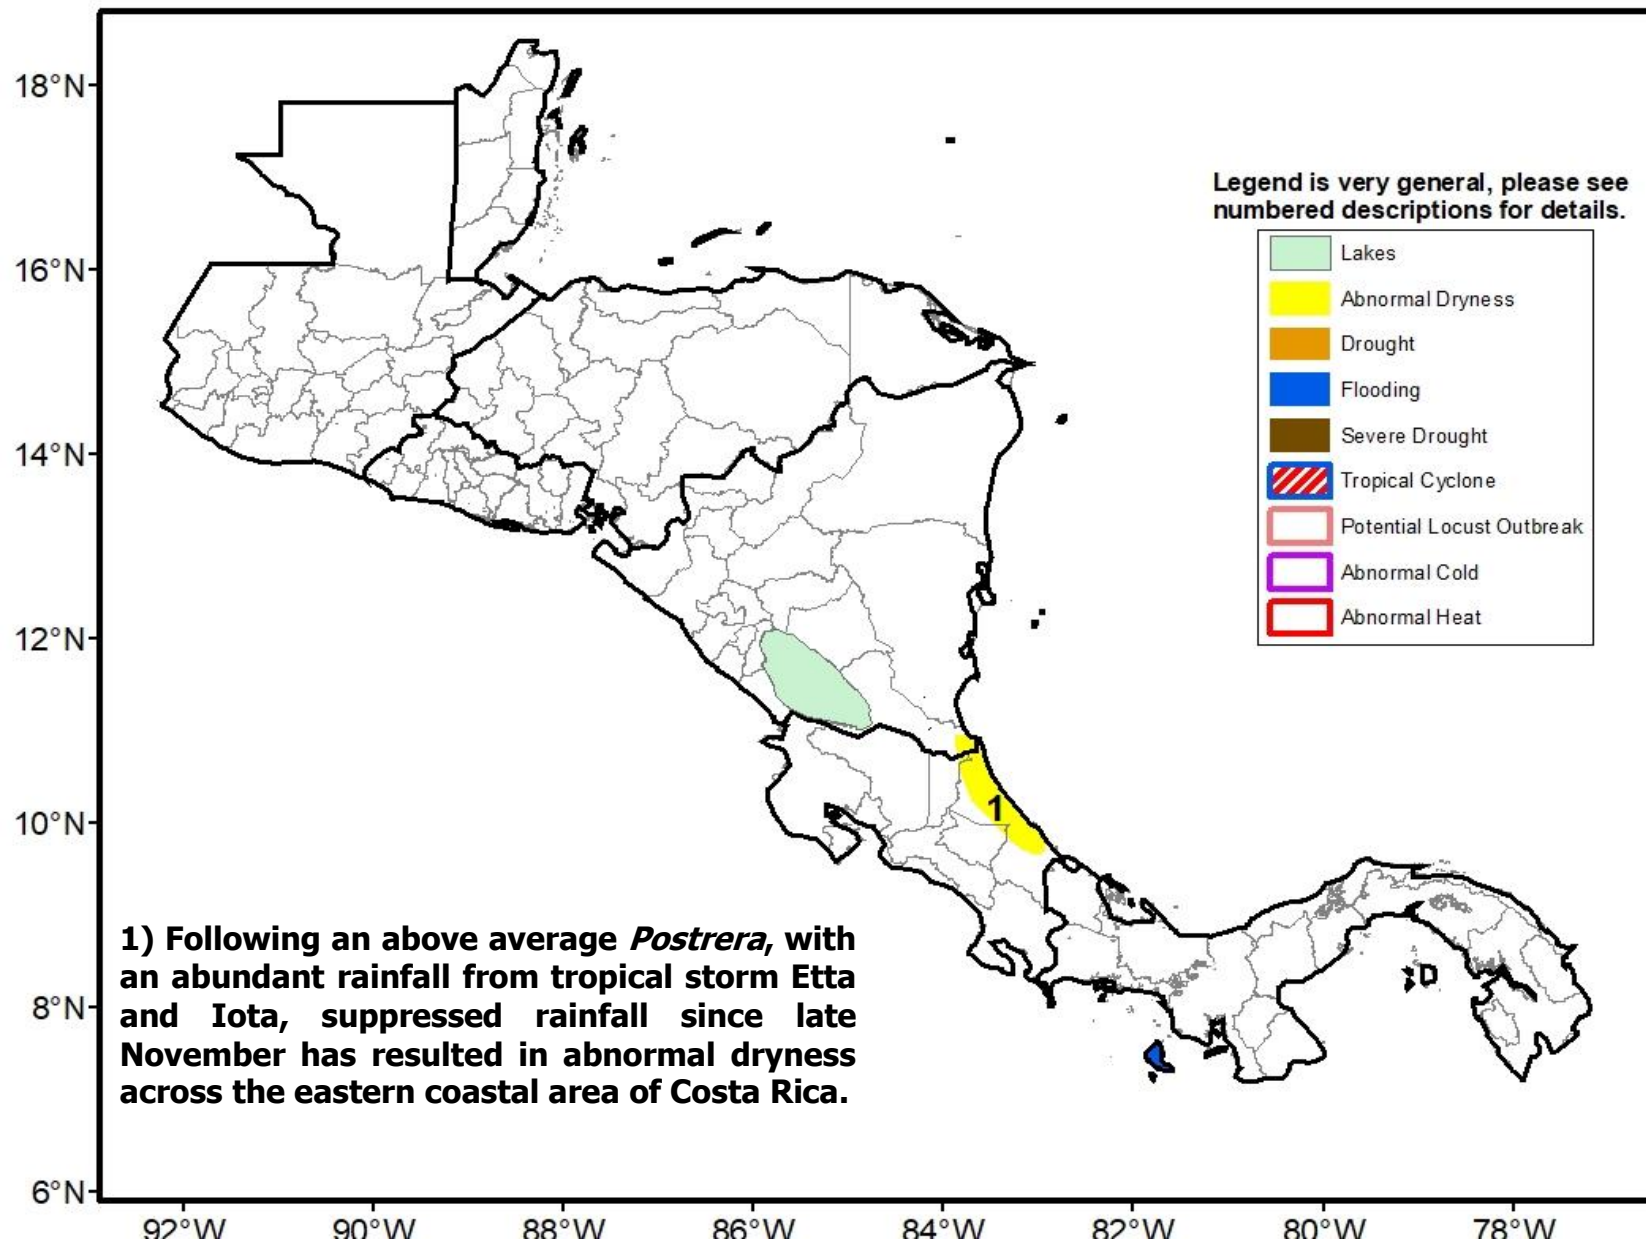 18°N
16°N
14°N
12°N
10°N
8°N
6°N
Legend is very general, please see
numbered descriptions for details.
Lakes
Abnormal Dryness
Drought
Flooding
Severe Drought
Tropical Cyclone
Potential Locust Outbreak
Abnormal Cold
Abnormal Heat
1
1) Following an above average Postrera, with
an abundant rainfall from tropical storm Etta
and Iota, suppressed rainfall since late
November has resulted in abnormal dryness
across the eastern coastal area of Costa Rica.
92°W 90°W 88°W 86°W 84°W 82°W 80°W 78°W